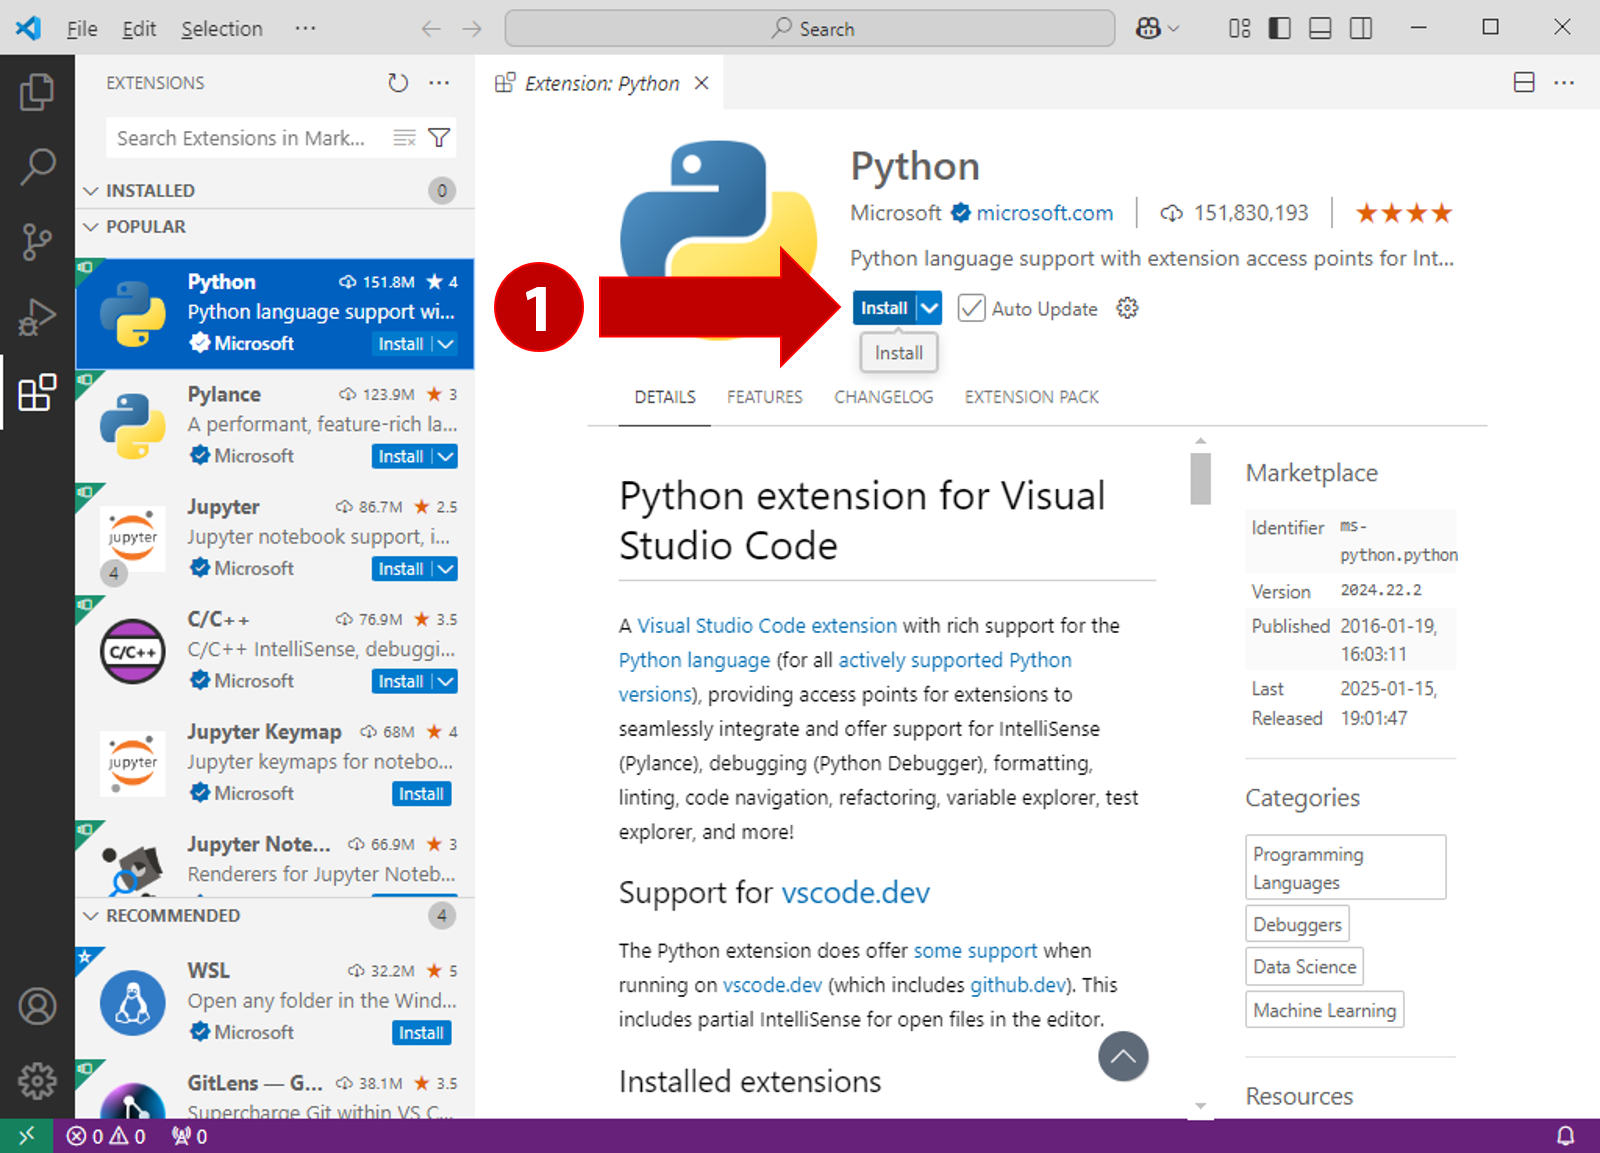 File Edit Selection ···
Search
EXTENSIONS
Search Extensions in Mark...
INSTALLED 0
POPULAR
Python 151.8M ★ 4
Python language support wi...
Microsoft Install
Pylance 123.9M ★ 3
A performant, feature-rich la...
Microsoft Install
jupyter
4
Jupyter 86.7M ★ 2.5
Jupyter notebook support, i...
Microsoft Install
C/C++
C/C++ 76.9M ★ 3.5
C/C++ IntelliSense, debuggi...
Microsoft Install
jupyter
Jupyter Keymap 68M ★ 4
Jupyter keymaps for notebo...
Microsoft Install
Jupyter Note... 66.9M ★ 3
Renderers for Jupyter Noteb...
RECOMMENDED 4
WSL 32.2M ★ 5
Open any folder in the Wind...
Microsoft Install
GitLens — G... 38.1M ★ 3.5
Supercharge Git within VS C...
Extension: Python
1
Python
Microsoft microsoft.com 151,830,193 ★★★★
Python language support with extension access points for Int...
Install Auto Update
Install
DETAILS FEATURES CHANGELOG EXTENSION PACK
Python extension for Visual
Studio Code
A Visual Studio Code extension with rich support for the
Python language (for all actively supported Python
versions), providing access points for extensions to
seamlessly integrate and offer support for IntelliSense
(Pylance), debugging (Python Debugger), formatting,
linting, code navigation, refactoring, variable explorer, test
explorer, and more!
Support for vscode.dev
The Python extension does offer some support when
running on vscode.dev (which includes github.dev). This
includes partial IntelliSense for open files in the editor.
Installed extensions
Marketplace
Identifier ms-
python.python
Version 2024.22.2
Published 2016-01-19,
16:03:11
Last 2025-01-15,
Released 19:01:47
Categories
Programming
Languages
Debuggers
Data Science
Machine Learning
Resources
0 0 0